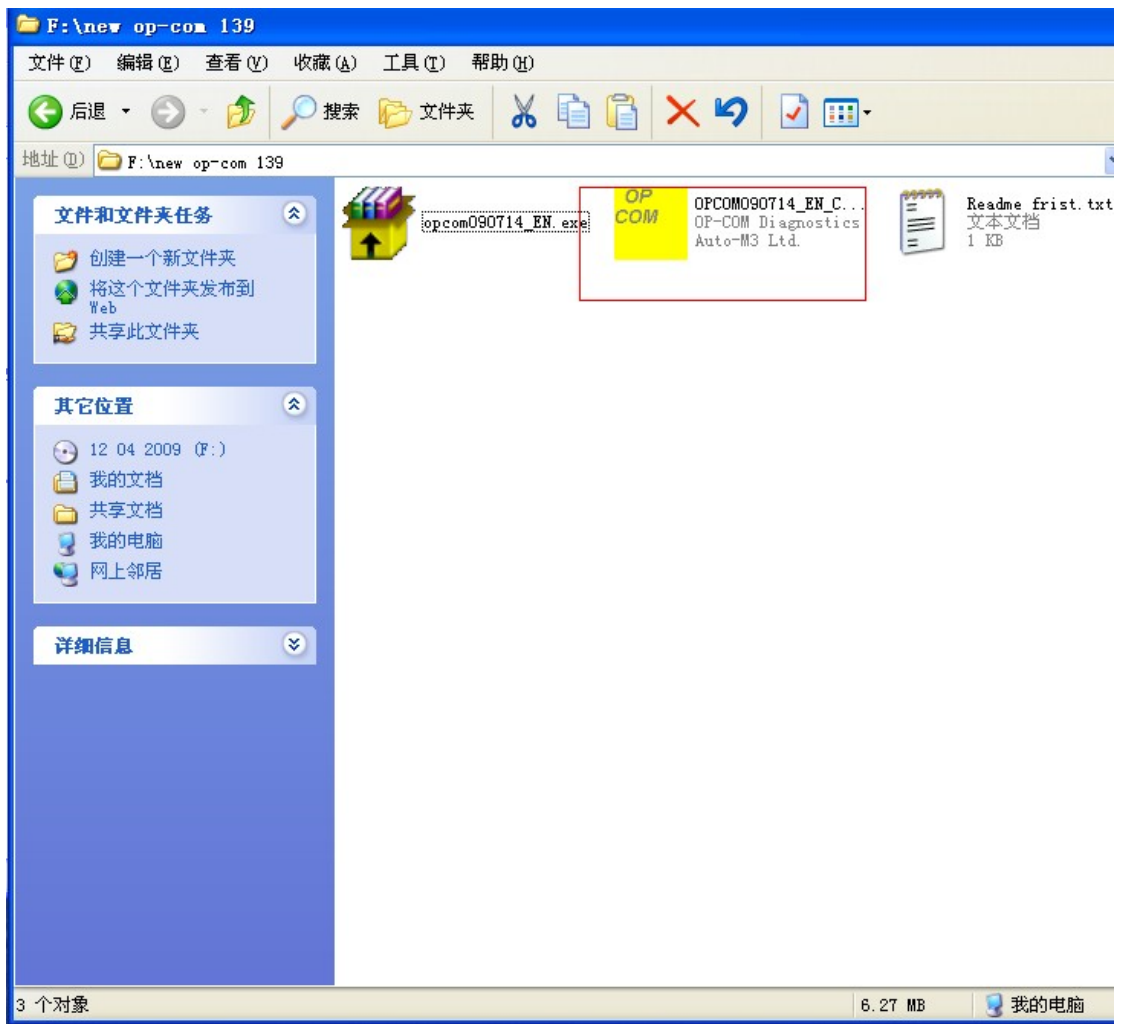 F:\new op-com 139
文件(F) 编辑(E) 查看(V) 收藏(A) 工具(T) 帮助(H)
后退 搜索 文件夹
地址(D) F:\new op-com 139
文件和文件夹任务
创建一个新文件夹
将这个文件夹发布到
Web
共享此文件夹
其它位置
12 04 2009 (F:)
我的文档
共享文档
我的电脑
网上邻居
详细信息
opcom090714_EN.exe
OP
COM
OPCOM090714_EN_C...
OP-COM Diagnostics
Auto-M3 Ltd.
Readme frist.txt
文本文档
1 KB
3 个对象 6.27 MB 我的电脑